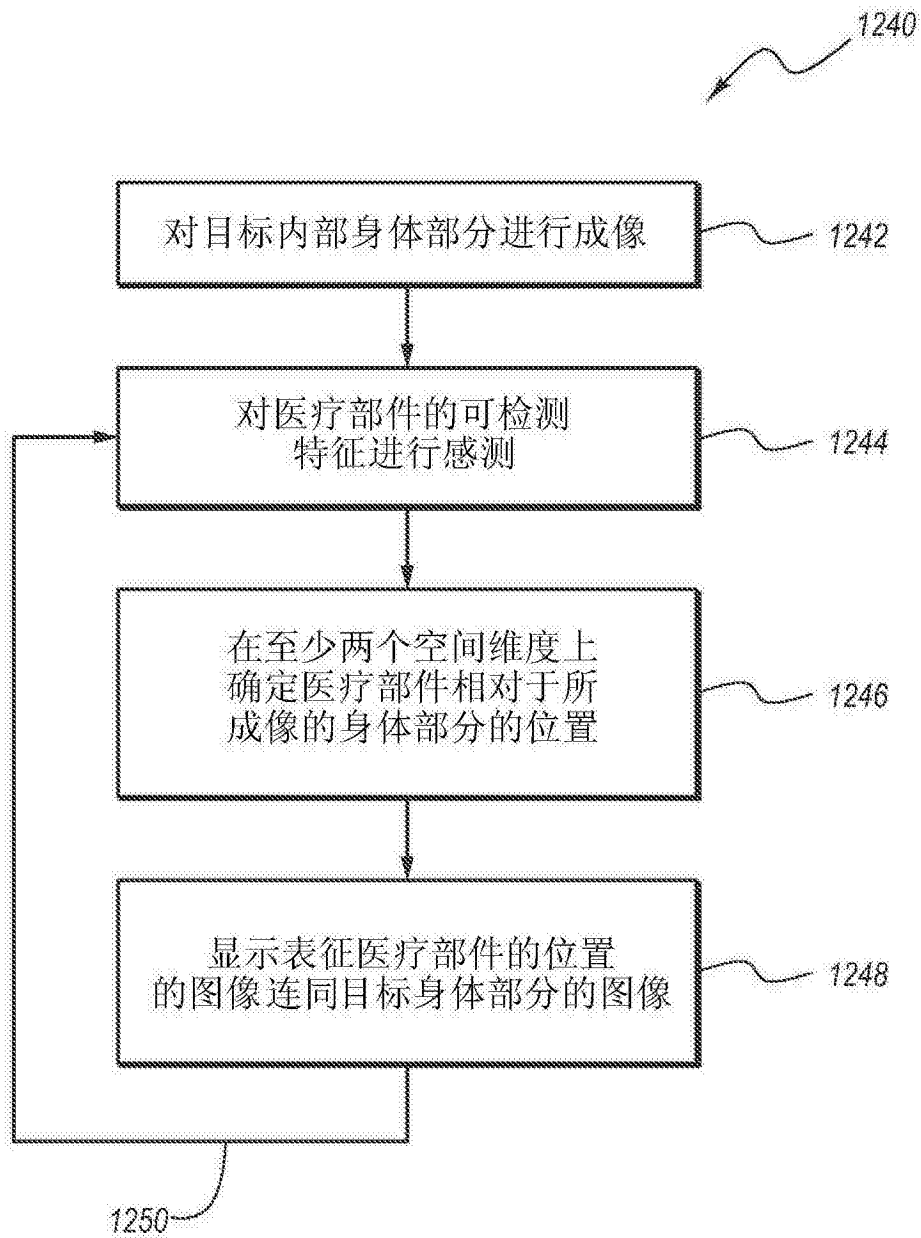 1240
对目标内部身体部分进行成像
1242
对医疗部件的可检测
特征进行感测
1244
在至少两个空间维度上
确定医疗部件相对于所
成像的身体部分的位置
1246
显示表征医疗部件的位置
的图像连同目标身体部分的图像
1248
1250